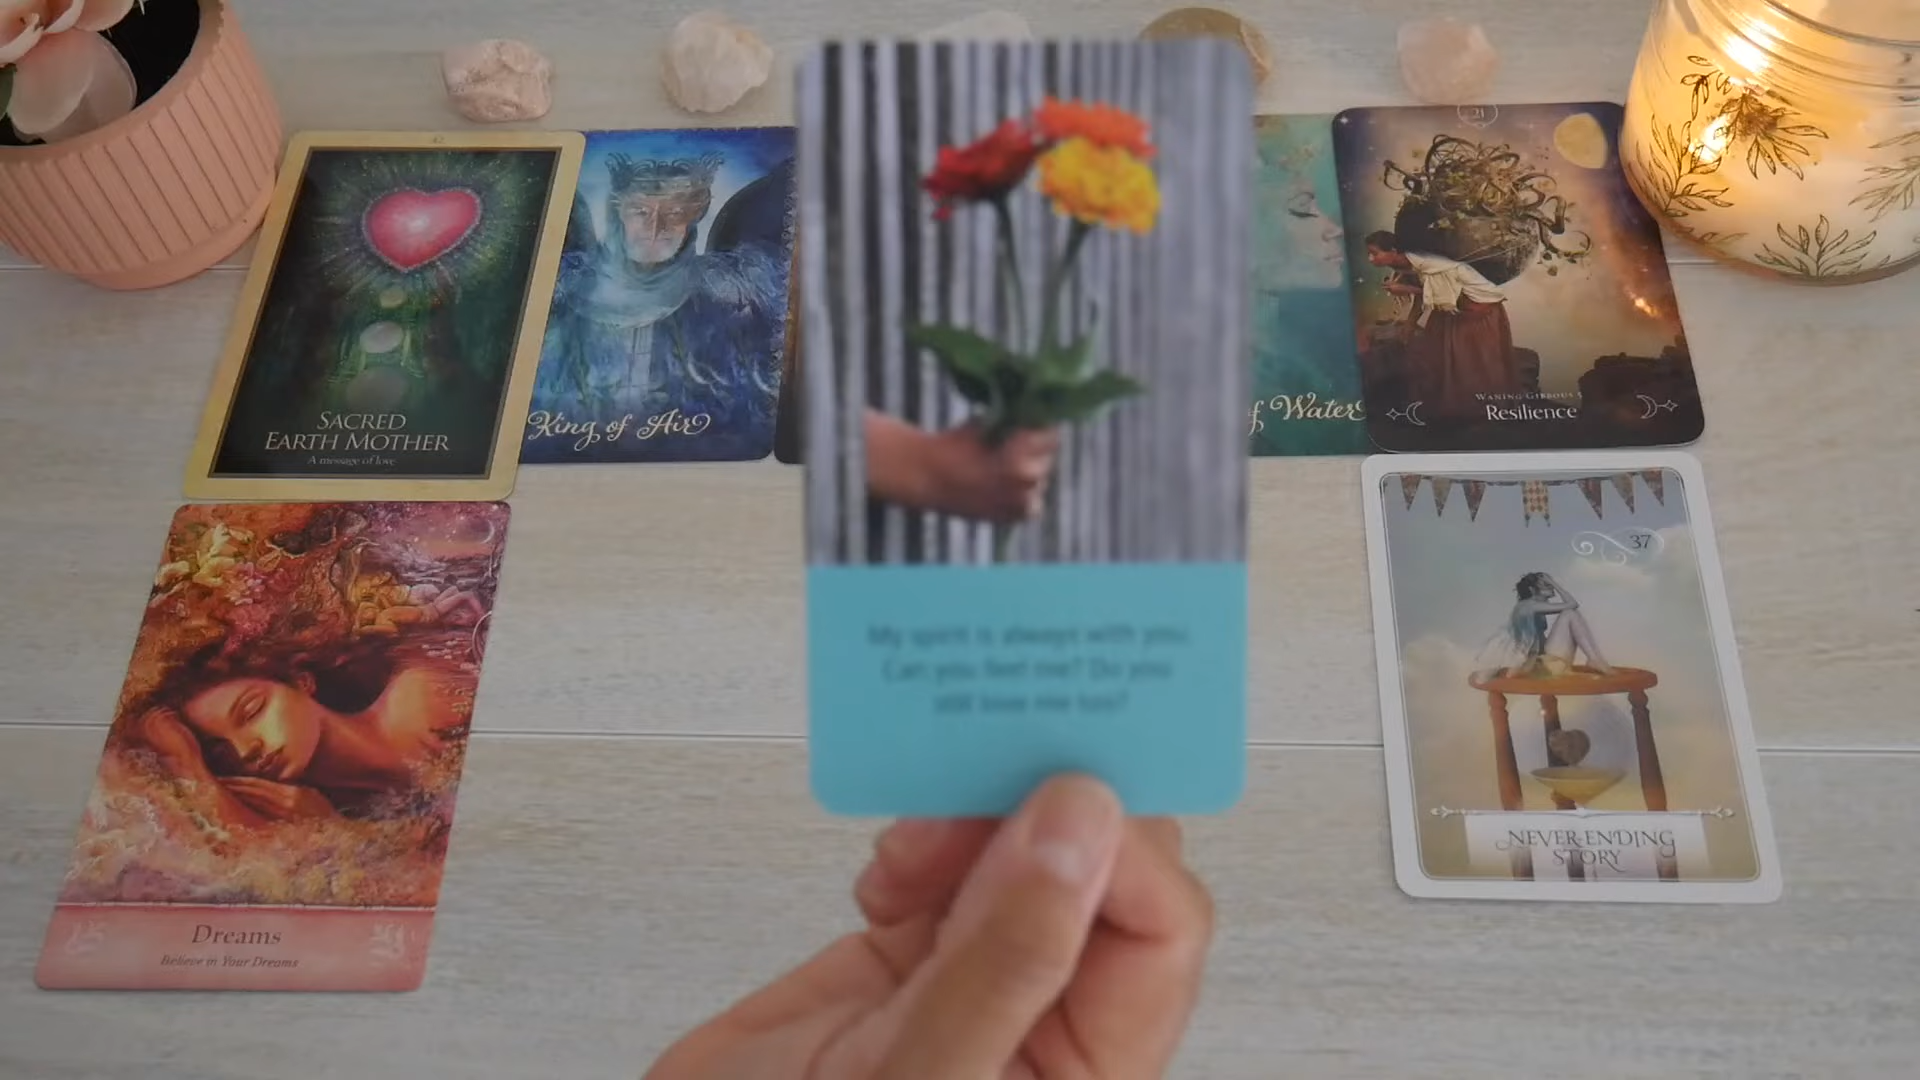 42
SACRED
EARTH MOTHER
A message of love
King of Air
My spirit is always with you.
Can you feel me? Do you
still love me too?
f Water
21
WANING GIBBOUS
Resilience
Dreams
Believe in Your Dreams
37
NEVER-ENDING
STORY